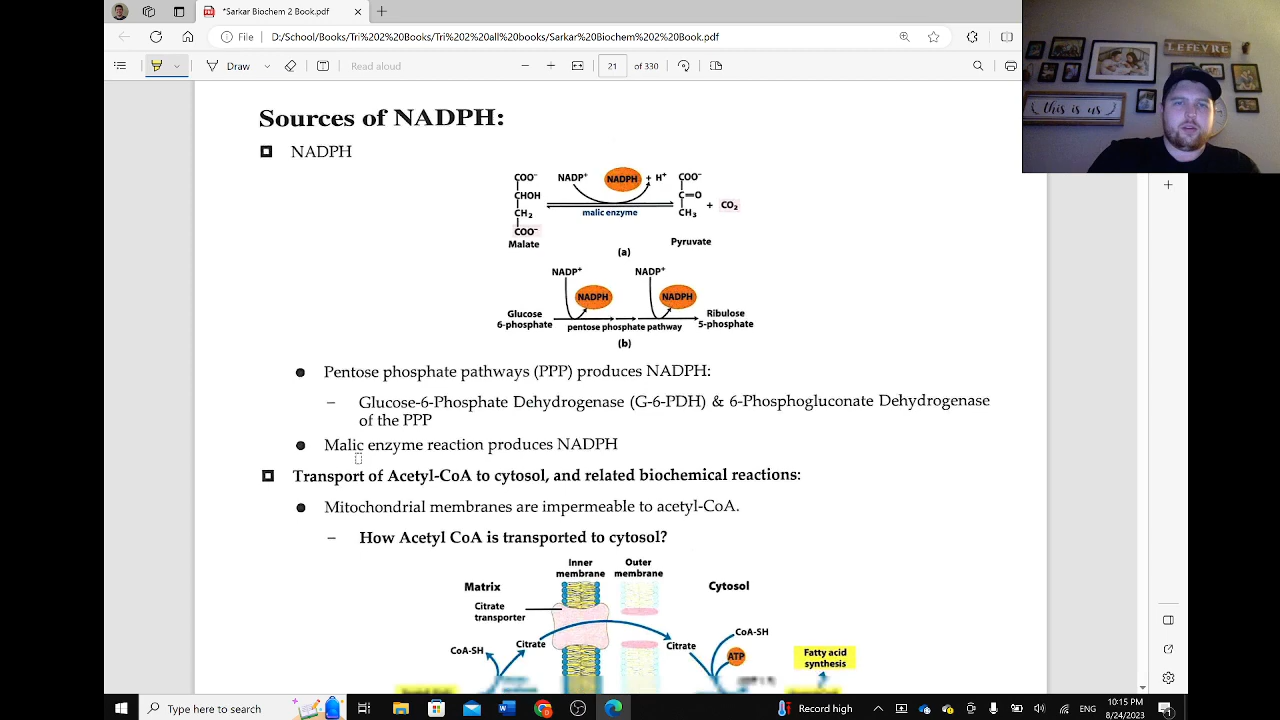 *Sarkar Biochem 2 Book.pdf
File
D:/School/Books/Tri%202%20Books/Tri%202%20all%20books/Sarkar%20Biochem%202%20Book.pdf
Draw
Read aloud
21 of 330
LEFEVRE
this is us
Sources of NADPH:
NADPH
COO⁻ NADP⁺ NADPH + H⁺ COO⁻
CHOH C=O
CH₂ malic enzyme CH₃ + CO₂
COO⁻
Malate Pyruvate
(a)
NADP⁺ NADP⁺
NADPH NADPH
Glucose Ribulose
6-phosphate pentose phosphate pathway 5-phosphate
(b)
Pentose phosphate pathways (PPP) produces NADPH:
– Glucose-6-Phosphate Dehydrogenase (G-6-PDH) & 6-Phosphogluconate Dehydrogenase
of the PPP
Malic enzyme reaction produces NADPH
Transport of Acetyl-CoA to cytosol, and related biochemical reactions:
Mitochondrial membranes are impermeable to acetyl-CoA.
– How Acetyl CoA is transported to cytosol?
Inner Outer
membrane membrane
Matrix Cytosol
Citrate
transporter
CoA-SH
Citrate Citrate
CoA-SH ATP
Fatty acid
synthesis
Type here to search
Record high
10:15 PM
8/24/2023